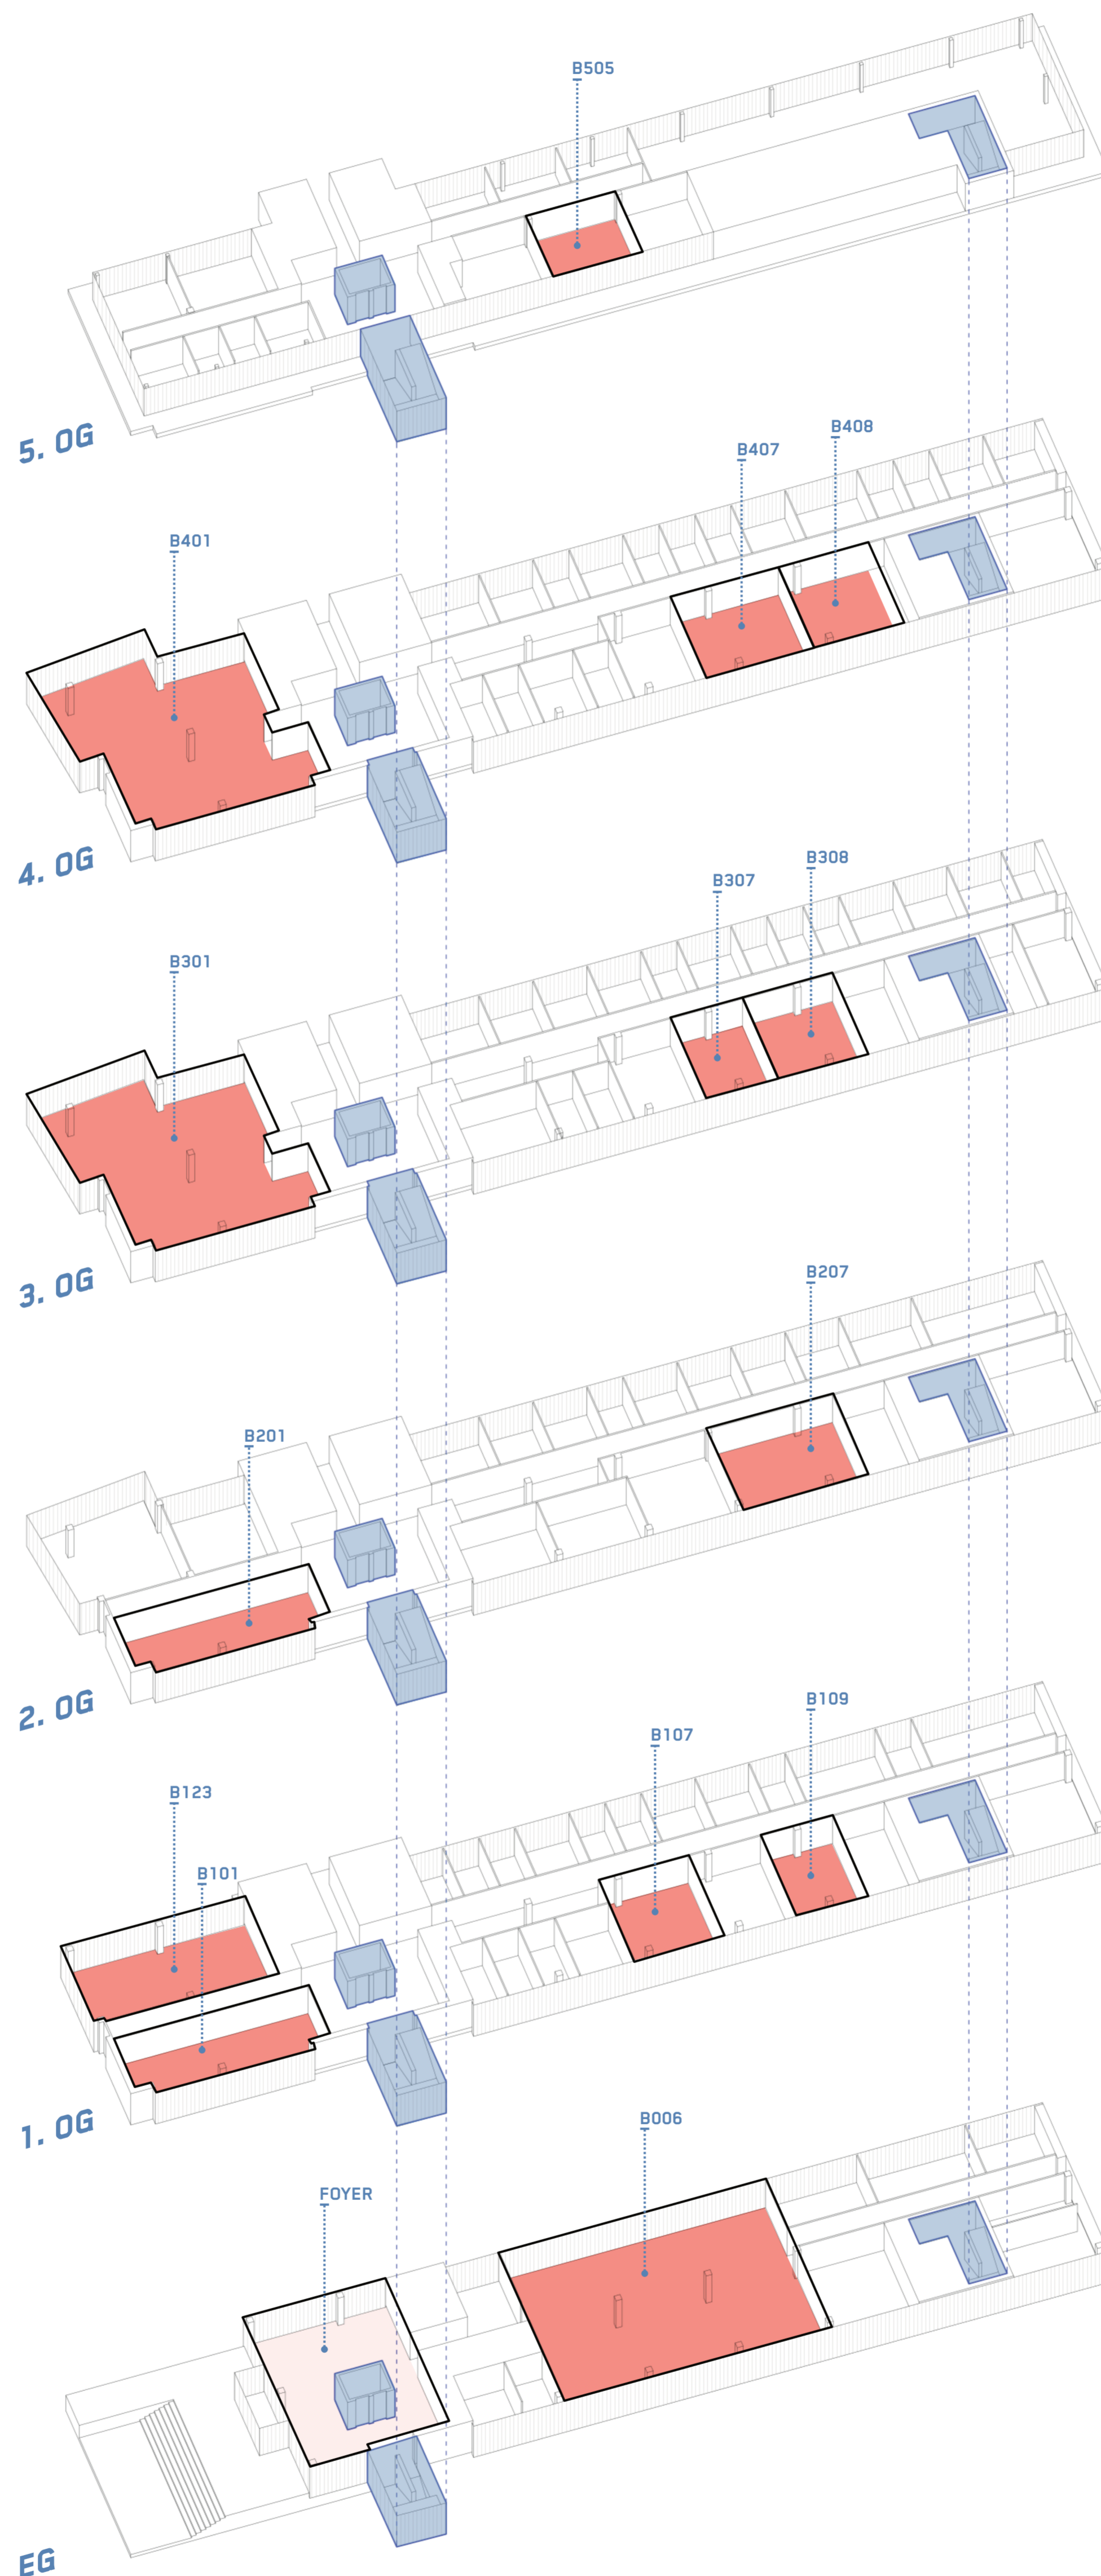 B505
5. OG
B408
B407
B401
4. OG
B308
B307
B301
3. OG
B207
B201
2. OG
B109
B107
B123
B101
1. OG
B006
FOYER
EG